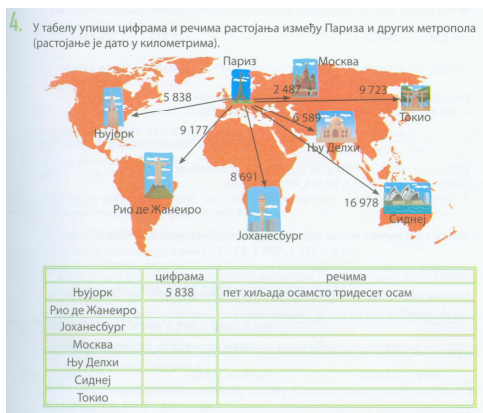 4. У табелу упиши цифрама и речима растојања између Париза и других метропола
(растојање је дато у километрима).
Париз
Москва
5 838
2 487
9 723
Њујорк
9 177
6 589
Токио
Њу Делхи
8 691
Рио де Жанеиро
16 978
Сиднеј
Јоханесбург
цифрама речима
Њујорк 5 838 пет хиљада осамсто тридесет осам
Рио де Жанеиро
Јоханесбург
Москва
Њу Делхи
Сиднеј
Токио